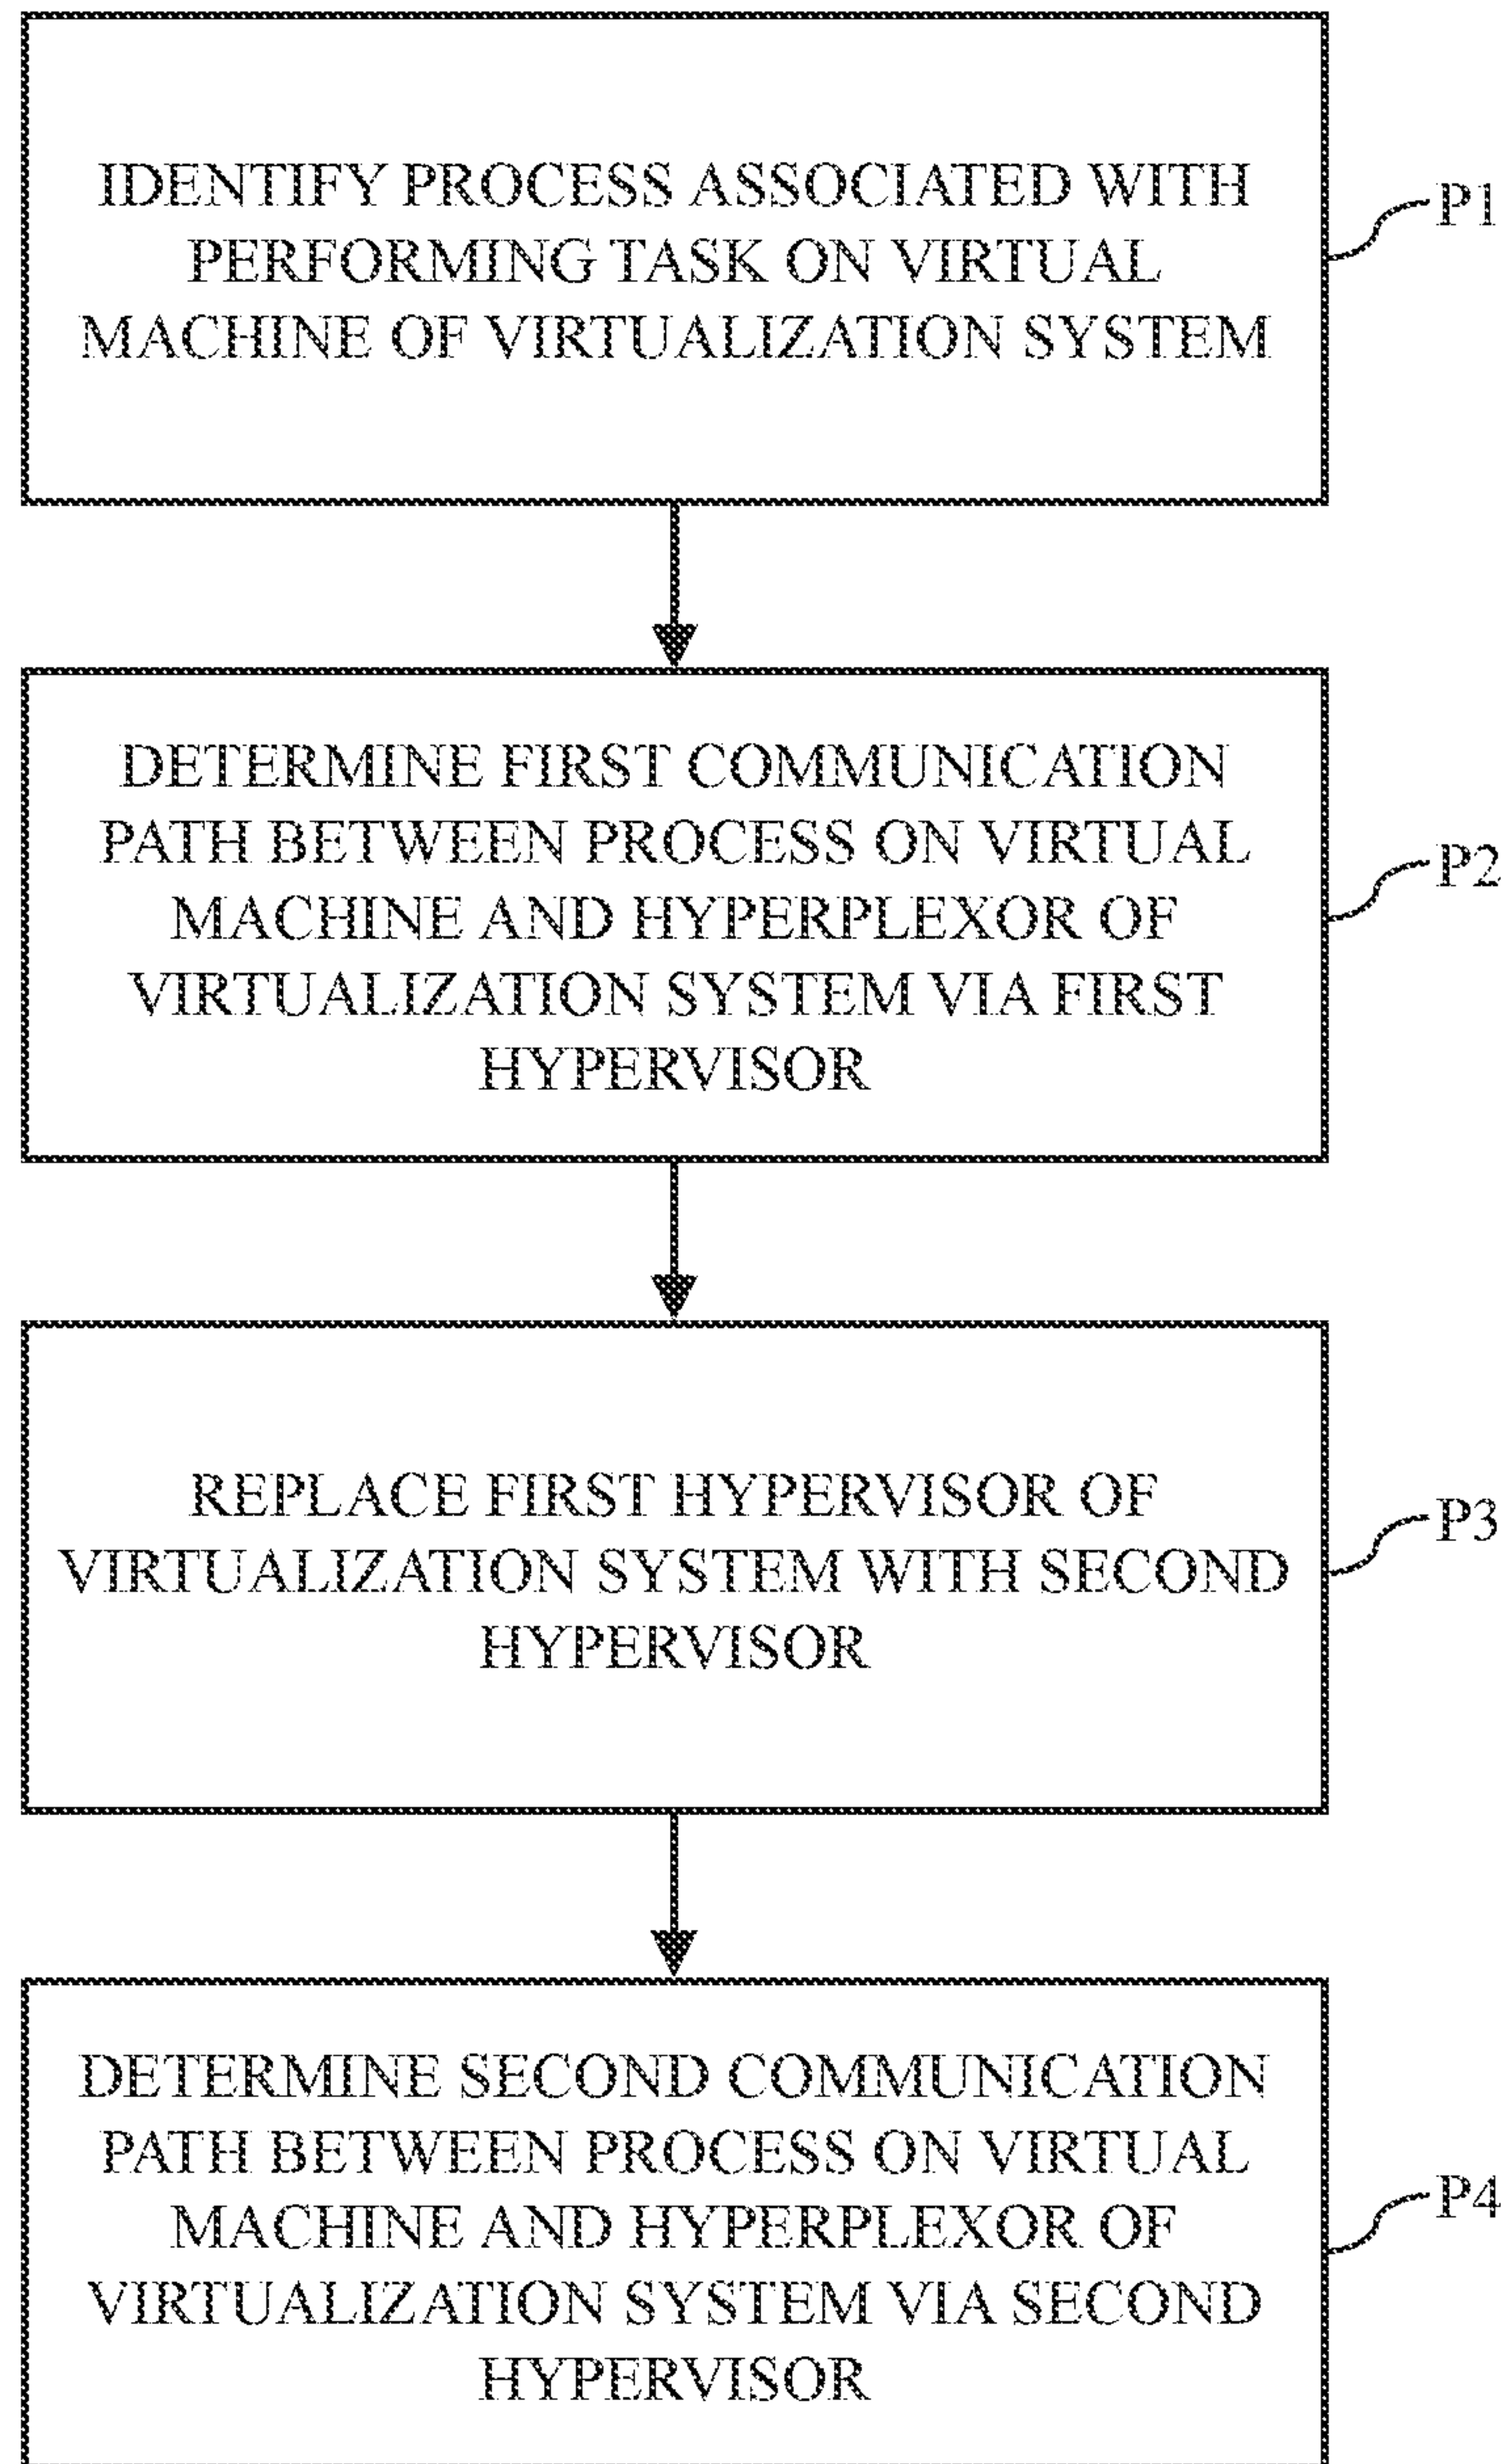 IDENTIFY PROCESS ASSOCIATED WITH
PERFORMING TASK ON VIRTUAL
MACHINE OF VIRTUALIZATION SYSTEM
P1
DETERMINE FIRST COMMUNICATION
PATH BETWEEN PROCESS ON VIRTUAL
MACHINE AND HYPERPLEXOR OF
VIRTUALIZATION SYSTEM VIA FIRST
HYPERVISOR
P2
REPLACE FIRST HYPERVISOR OF
VIRTUALIZATION SYSTEM WITH SECOND
HYPERVISOR
P3
DETERMINE SECOND COMMUNICATION
PATH BETWEEN PROCESS ON VIRTUAL
MACHINE AND HYPERPLEXOR OF
VIRTUALIZATION SYSTEM VIA SECOND
HYPERVISOR
P4